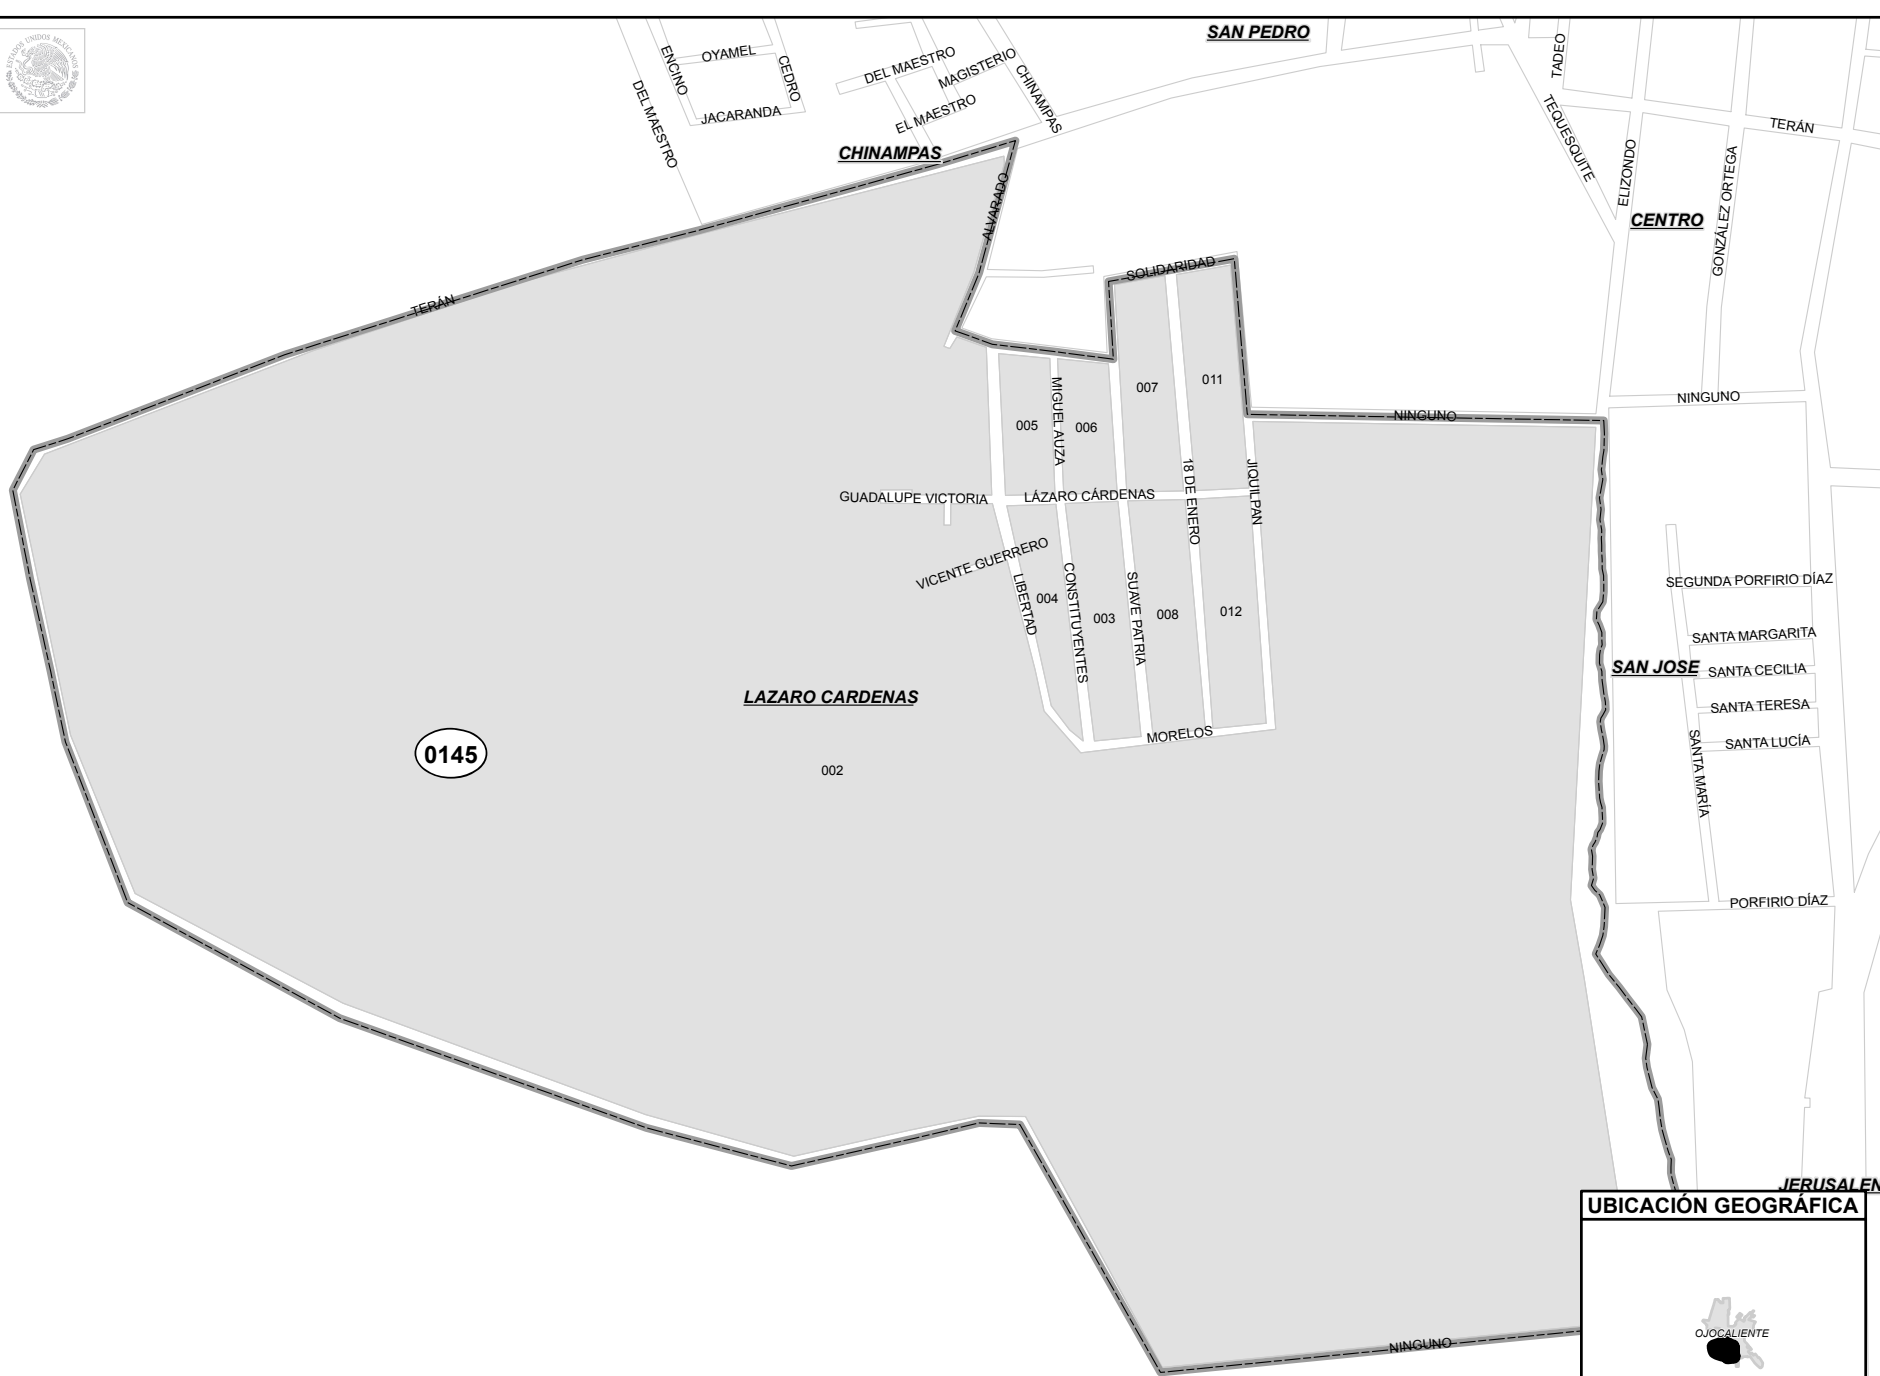 ESTADOS UNIDOS MEXICANOS
SAN PEDRO
OYAMEL
ENCINO
CEDRO
JACARANDA
DEL MAESTRO
DEL MAESTRO
MAGISTERIO
EL MAESTRO
CHINAMPAS
CHINAMPAS
TADEO
TEQUESQUITE
TERÁN
ELIZONDO
GONZÁLEZ ORTEGA
CENTRO
ALVARADO
SOLIDARIDAD
TERÁN
NINGUNO
NINGUNO
005
MIGUEL AUZA
006
007
011
18 DE ENERO
JIQUILPAN
GUADALUPE VICTORIA
LÁZARO CÁRDENAS
VICENTE GUERRERO
LIBERTAD
004
CONSTITUYENTES
003
SUAVE PATRIA
008
012
MORELOS
LAZARO CARDENAS
0145
002
SAN JOSE
SEGUNDA PORFIRIO DÍAZ
SANTA MARGARITA
SANTA CECILIA
SANTA TERESA
SANTA LUCÍA
SANTA MARÍA
PORFIRIO DÍAZ
JERUSALEN
UBICACIÓN GEOGRÁFICA
OJOCALIENTE
NINGUNO